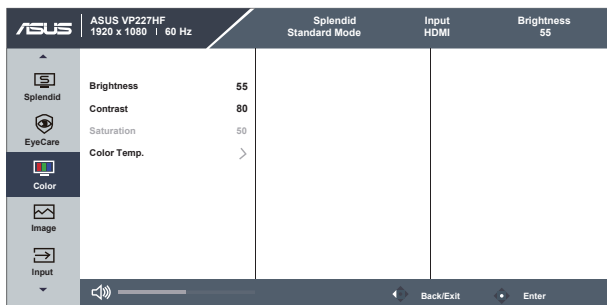 ASUS
ASUS VP227HF
1920 x 1080 | 60 Hz
Splendid
Standard Mode
Input
HDMI
Brightness
55
Splendid
EyeCare
Color
Image
Input
Brightness 55
Contrast 80
Saturation 50
Color Temp.
Back/Exit
Enter